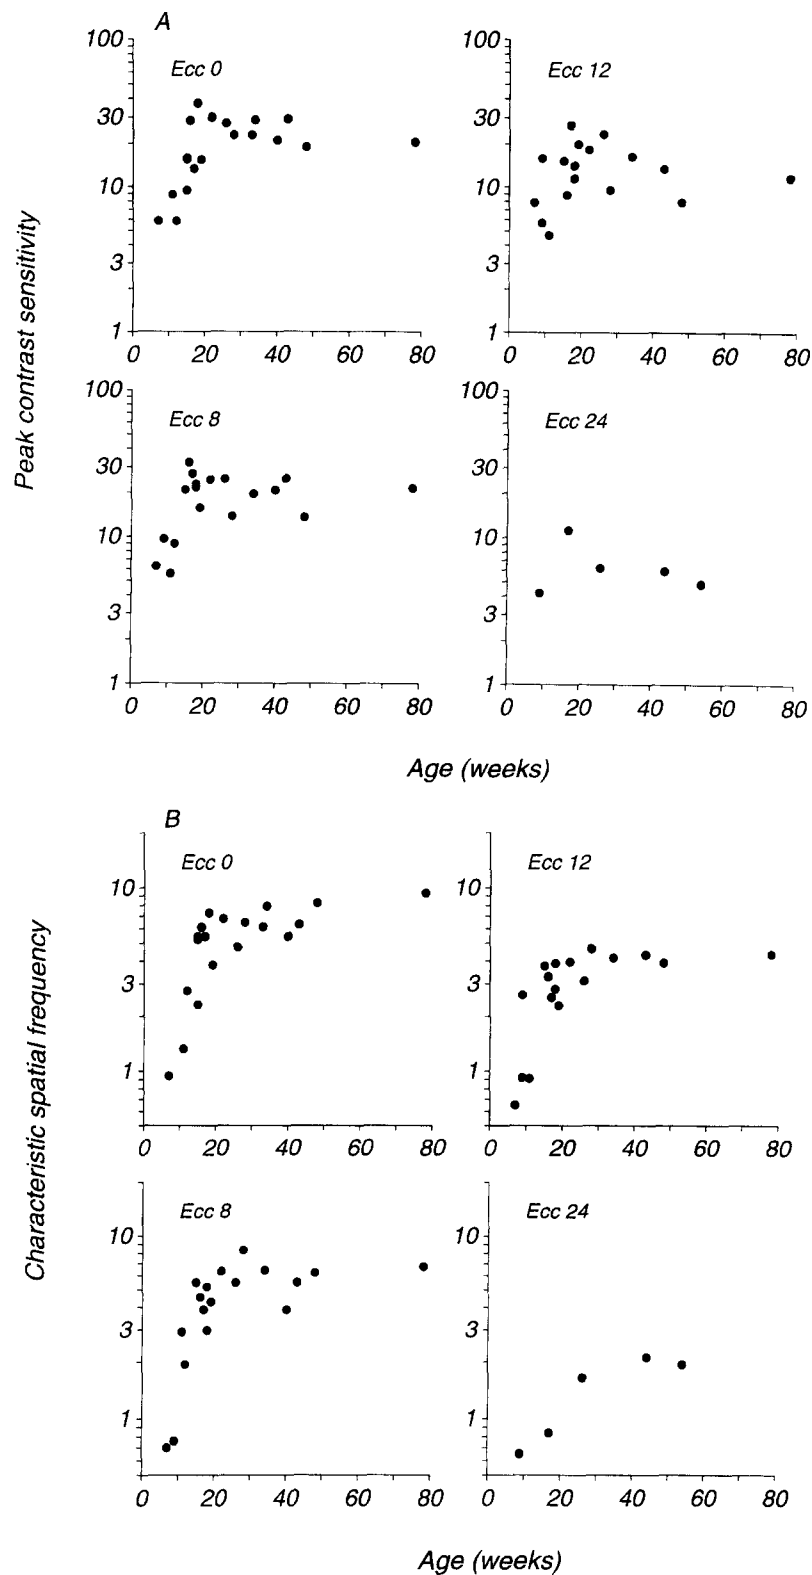 A
Ecc 0
Ecc 12
100
30
10
3
1
0 20 40 60 80
100
30
10
3
1
0 20 40 60 80
Peak contrast sensitivity
Ecc 8
Ecc 24
100
30
10
3
1
0 20 40 60 80
100
30
10
3
1
0 20 40 60 80
Age (weeks)
B
Ecc 0
Ecc 12
10
3
1
0 20 40 60 80
10
3
1
0 20 40 60 80
Characteristic spatial frequency
Ecc 8
Ecc 24
10
3
1
0 20 40 60 80
10
3
1
0 20 40 60 80
Age (weeks)